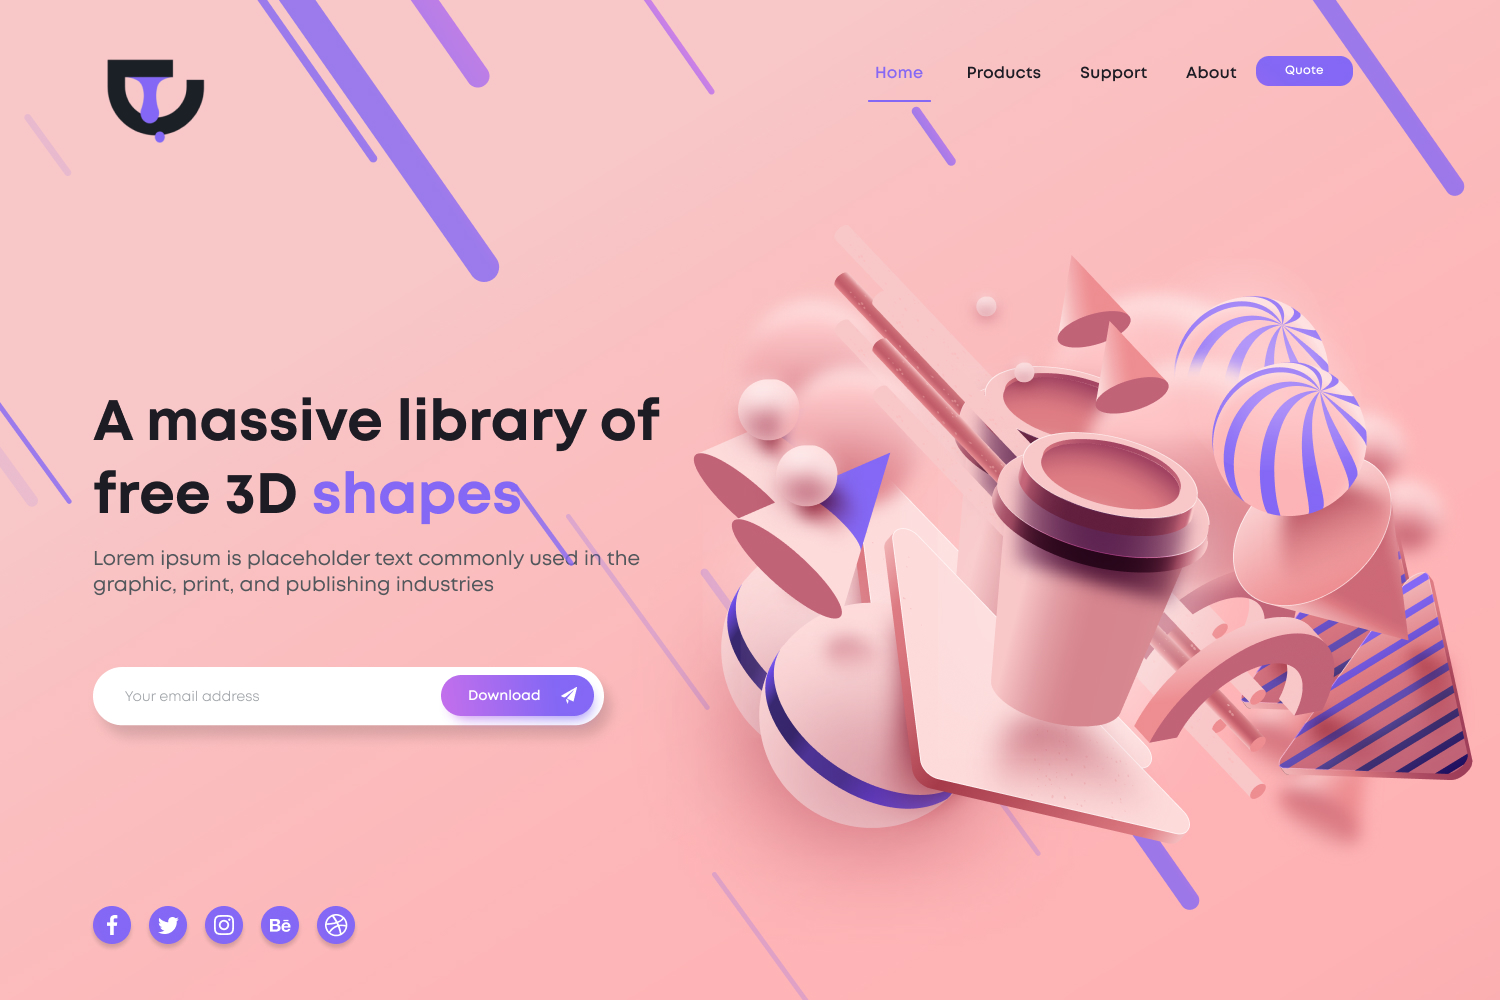 Home Products Support About Quote
A massive library of
free 3D shapes
Lorem ipsum is placeholder text commonly used in the
graphic, print, and publishing industries
Your email address Download
Bē